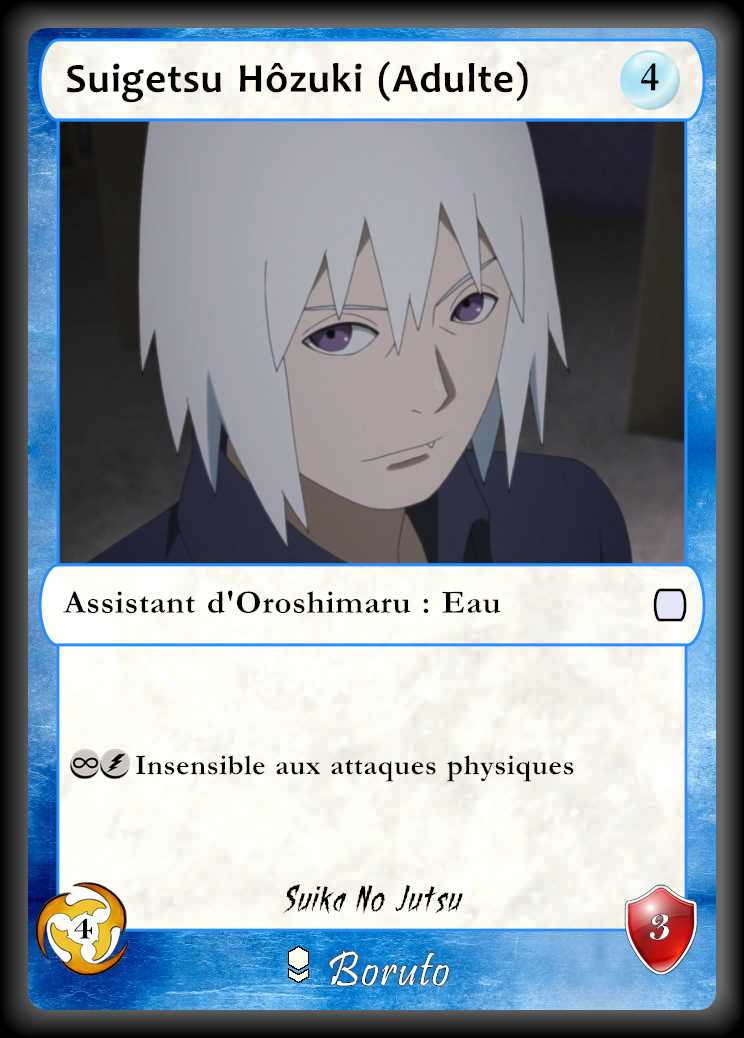 Suigetsu Hôzuki (Adulte)
4
Assistant d'Oroshimaru : Eau
Insensible aux attaques physiques
Suika No Jutsu
4
3
Boruto